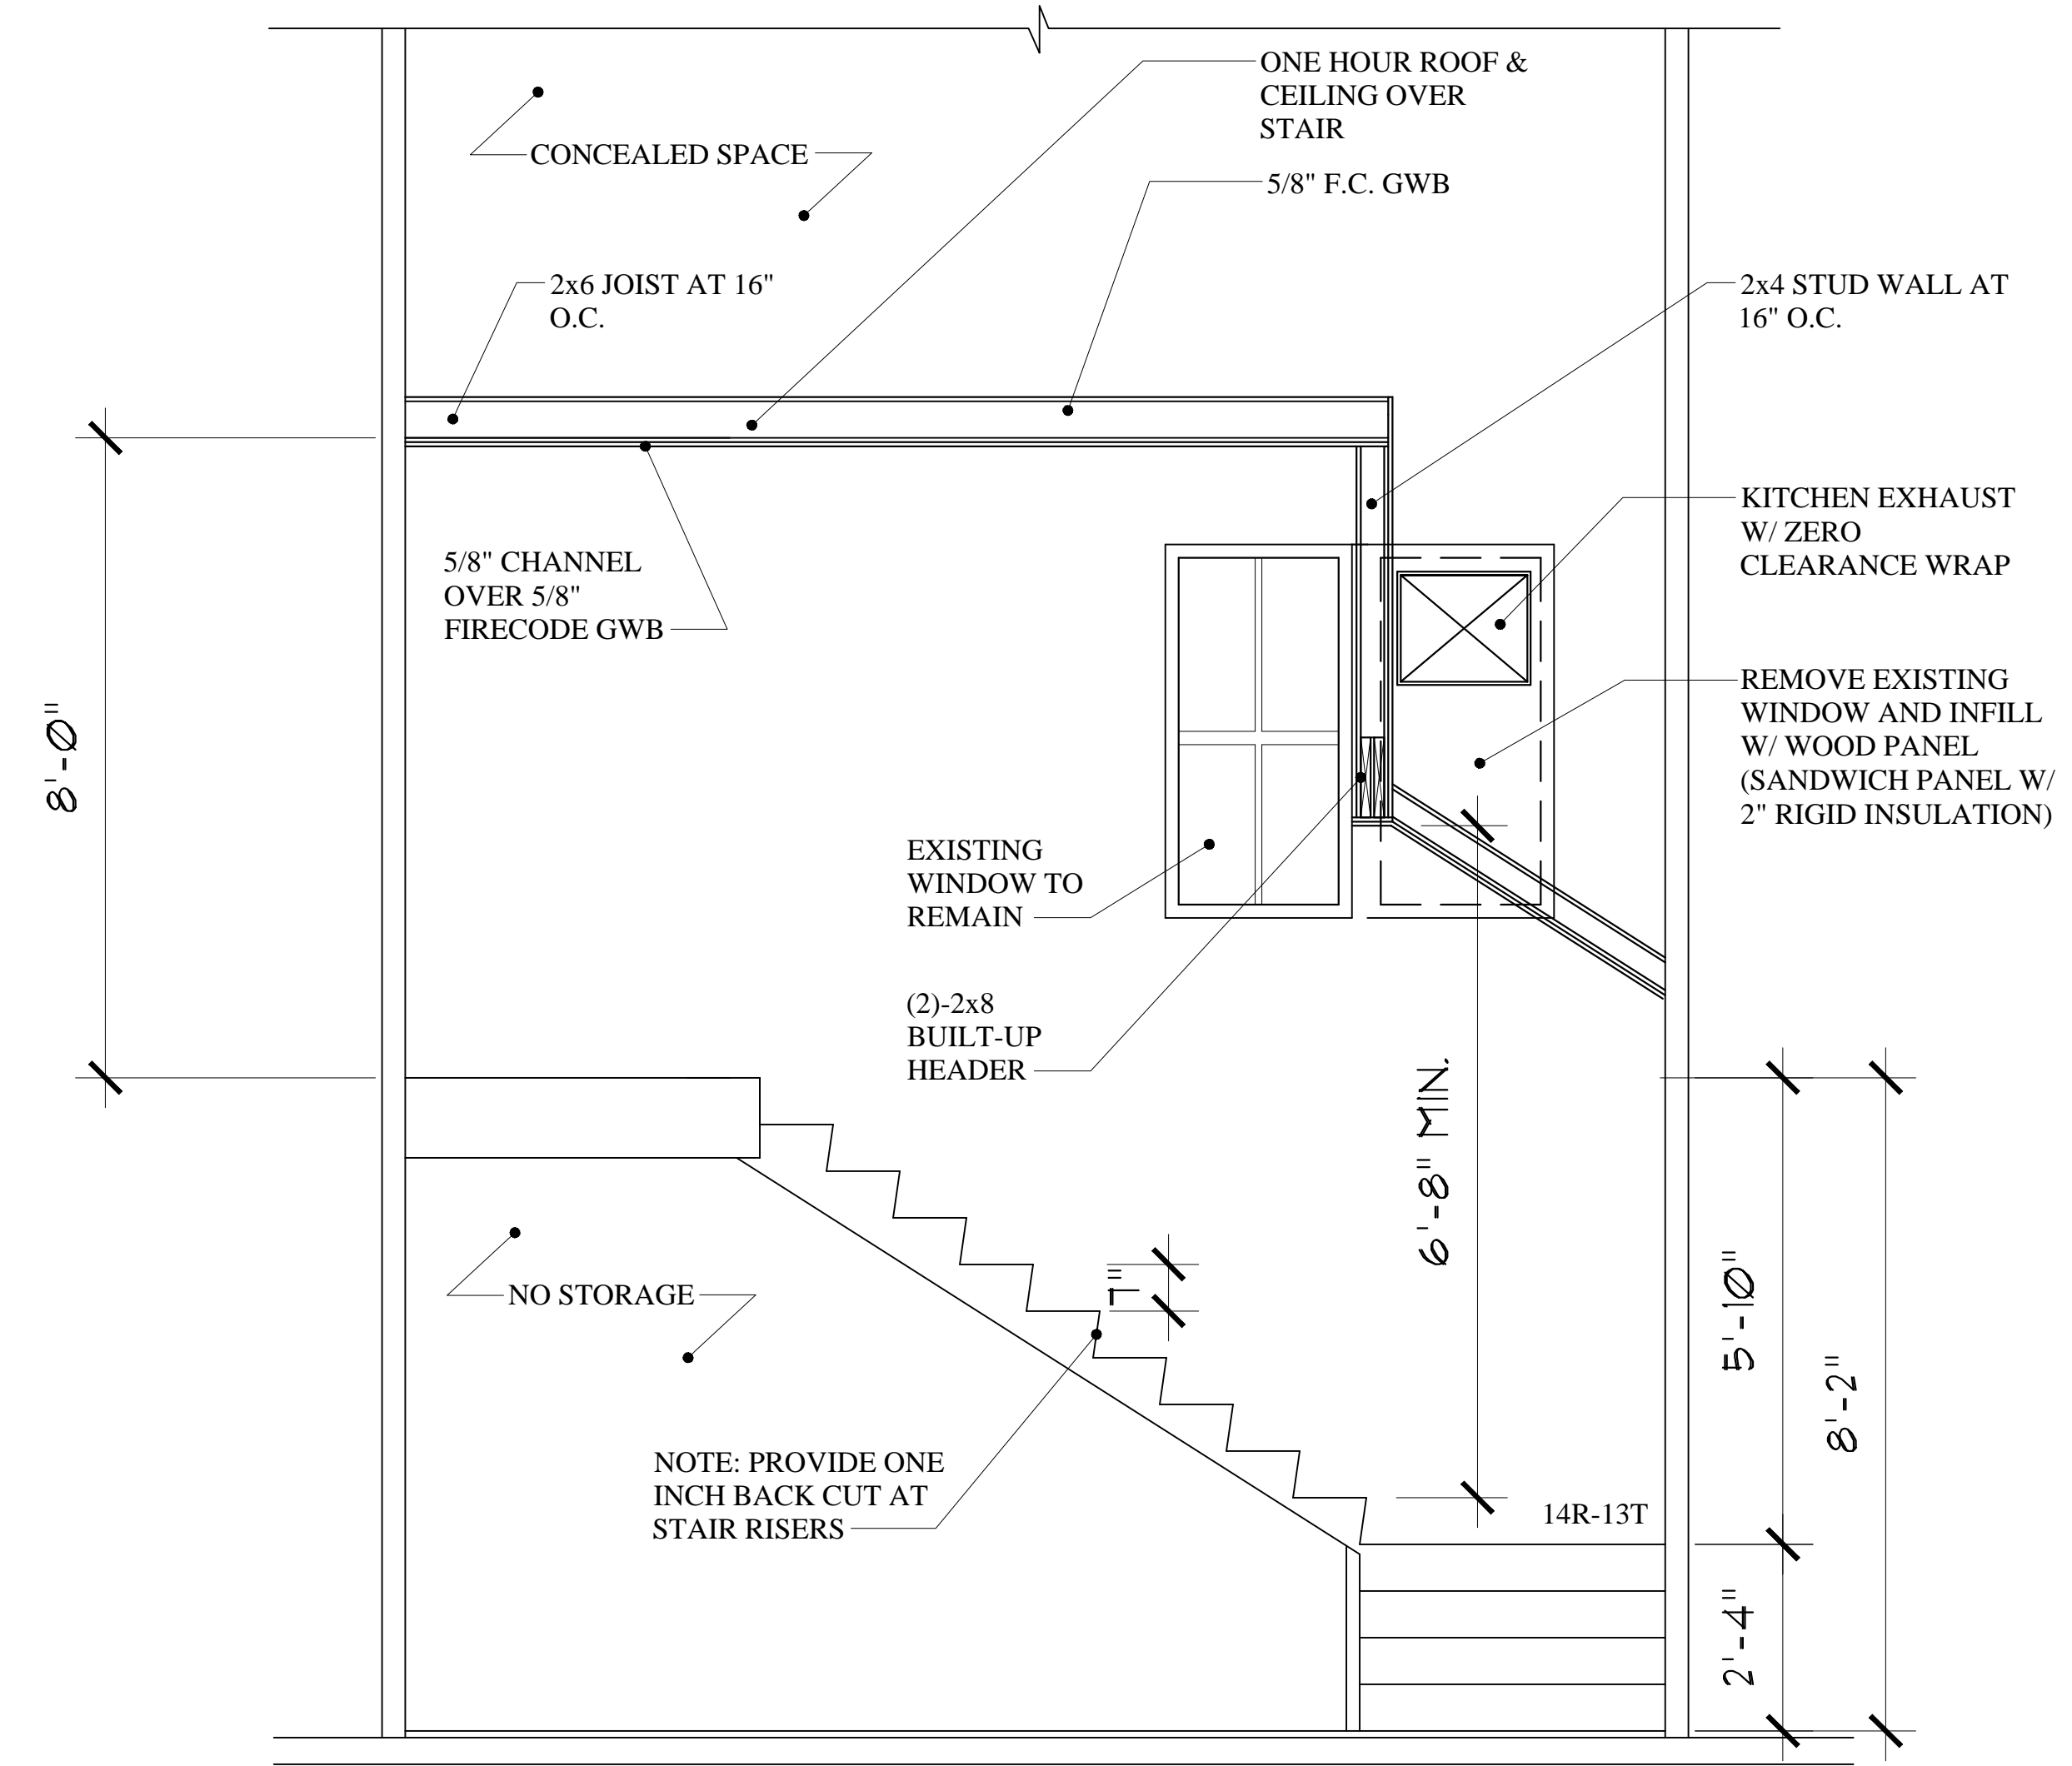 ONE HOUR ROOF &
CEILING OVER
STAIR
CONCEALED SPACE
5/8" F.C. GWB
2x6 JOIST AT 16"
O.C.
2x4 STUD WALL AT
16" O.C.
KITCHEN EXHAUST
W/ ZERO
CLEARANCE WRAP
5/8" CHANNEL
OVER 5/8"
FIRECODE GWB
REMOVE EXISTING
WINDOW AND INFILL
W/ WOOD PANEL
(SANDWICH PANEL W/
2" RIGID INSULATION)
8'-0"
EXISTING
WINDOW TO
REMAIN
(2)-2x8
BUILT-UP
HEADER
6'-8" MIN.
7"
NO STORAGE
5'-10"
8'-2"
NOTE: PROVIDE ONE
INCH BACK CUT AT
STAIR RISERS
14R-13T
2'-4"